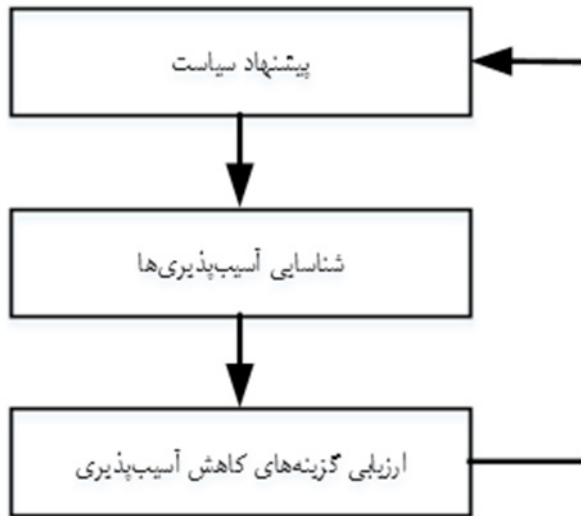 پیشنهاد سیاست
شناسایی آسیب‌پذیری‌ها
ارزیابی گزینه‌های کاهش آسیب‌پذیری